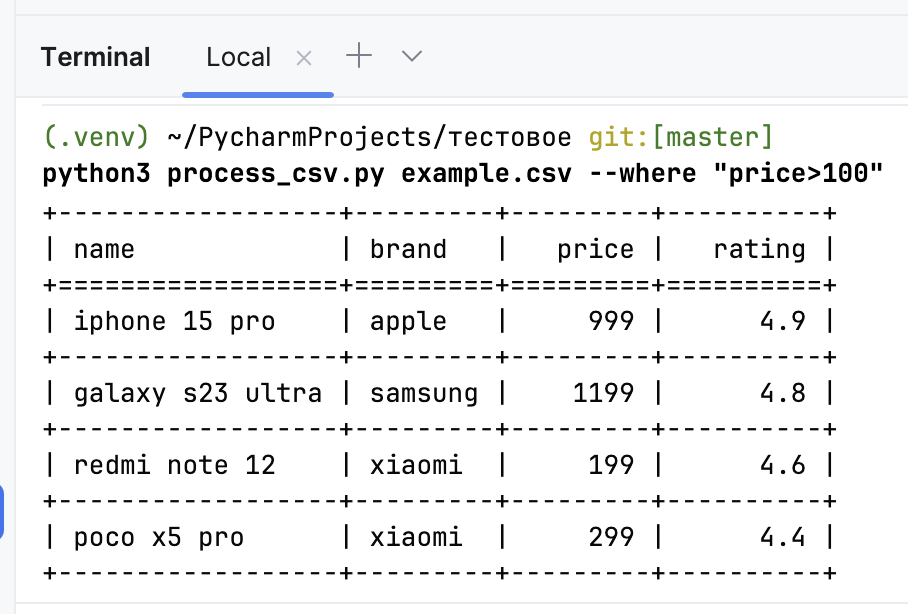 Terminal Local × + ⌄
(.venv) ~/PycharmProjects/тестовое git:[master]
python3 process_csv.py example.csv --where "price>100"
+------------------+---------+---------+----------+
| name             | brand   |   price |   rating |
+==================+=========+=========+==========+
| iphone 15 pro    | apple   |     999 |      4.9 |
+------------------+---------+---------+----------+
| galaxy s23 ultra | samsung |    1199 |      4.8 |
+------------------+---------+---------+----------+
| redmi note 12    | xiaomi  |     199 |      4.6 |
+------------------+---------+---------+----------+
| poco x5 pro      | xiaomi  |     299 |      4.4 |
+------------------+---------+---------+----------+